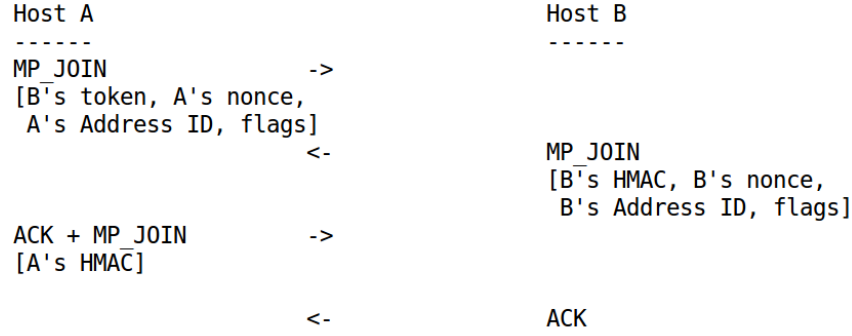 Host A                                  Host B
------                                  ------
MP_JOIN               ->
[B's token, A's nonce,
 A's Address ID, flags]
                      <-                MP_JOIN
                                        [B's HMAC, B's nonce,
                                         B's Address ID, flags]
ACK + MP_JOIN         ->
[A's HMAC]
                      <-                ACK